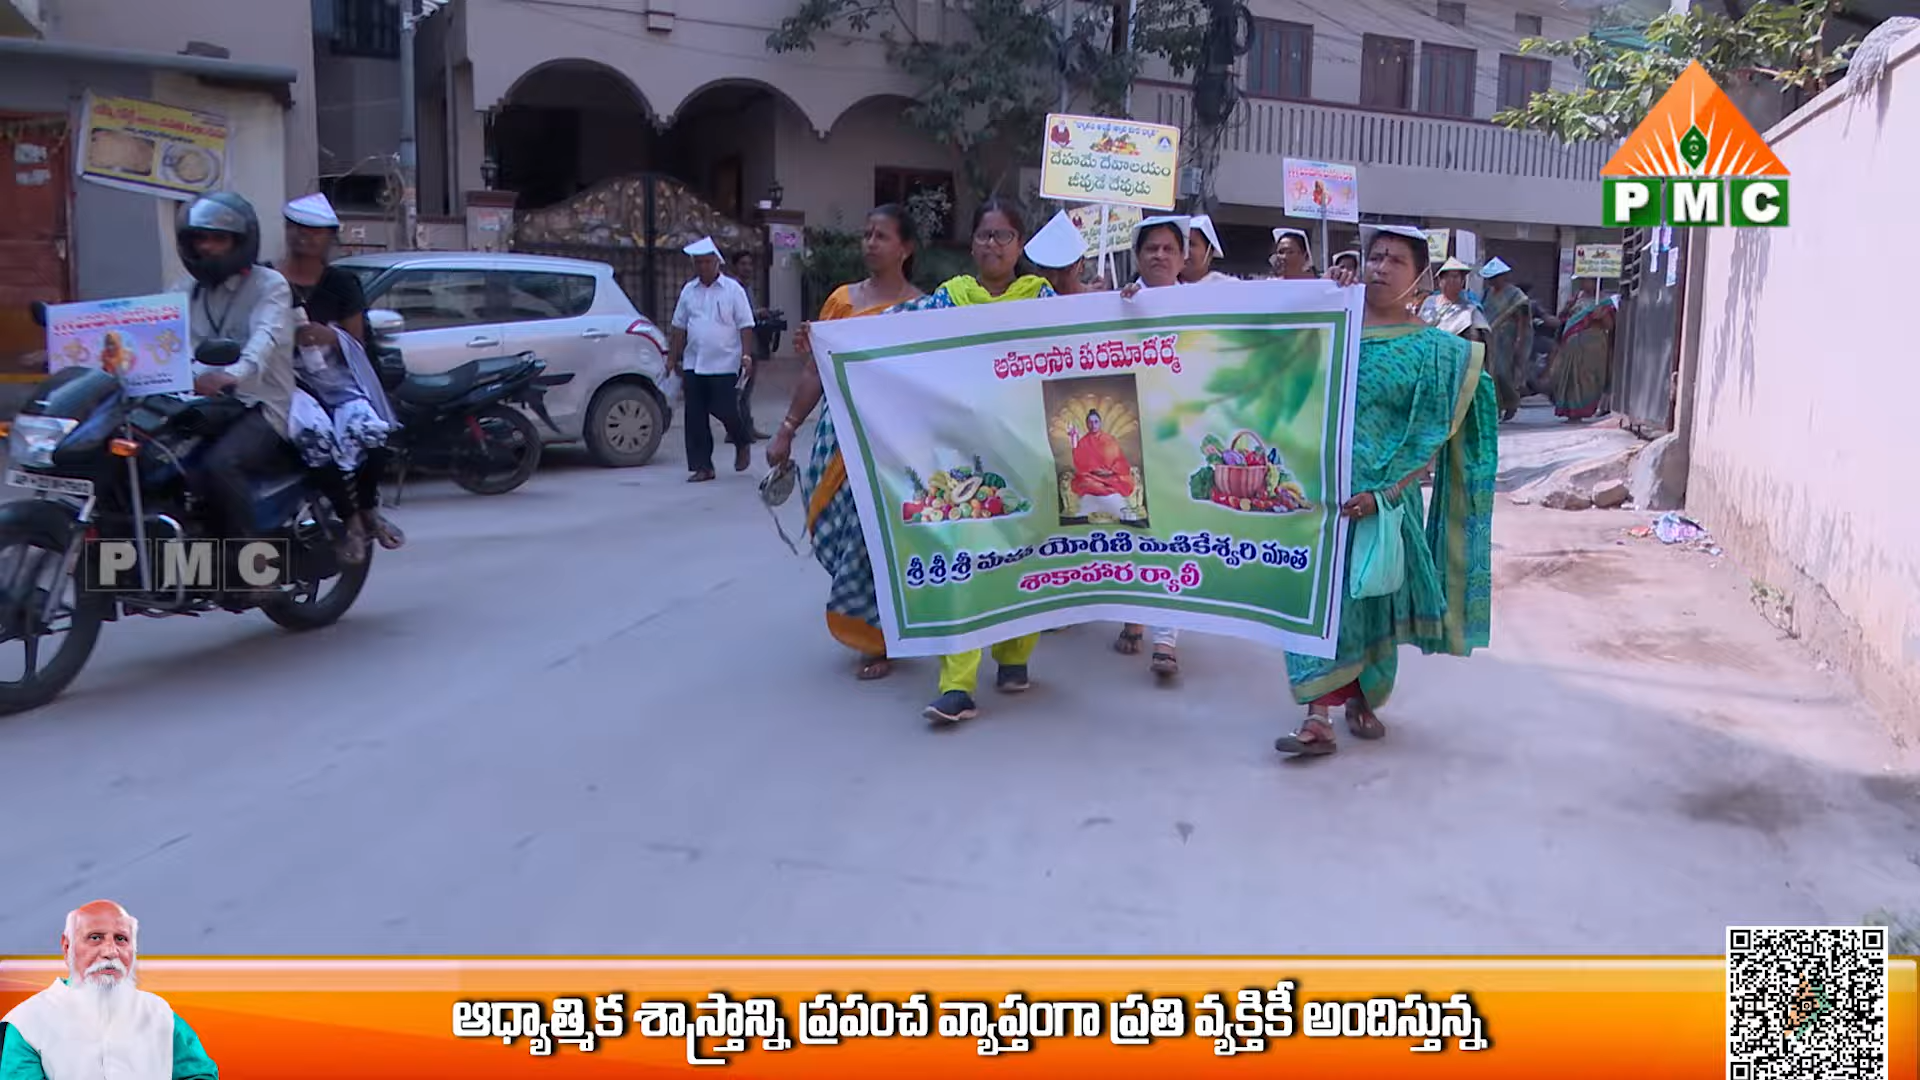 దేహమే దేవాలయం
జీవుడే దేవుడు
PMC
అహింసో పరమోధర్మ
శ్రీ శ్రీ శ్రీ మహా యోగిణి మణికేశ్వరి మాత
శాకాహార ర్యాలీ
PMC
ఆధ్యాత్మిక శాస్త్రాన్ని ప్రపంచ వ్యాప్తంగా ప్రతి వ్యక్తికీ అందిస్తున్న